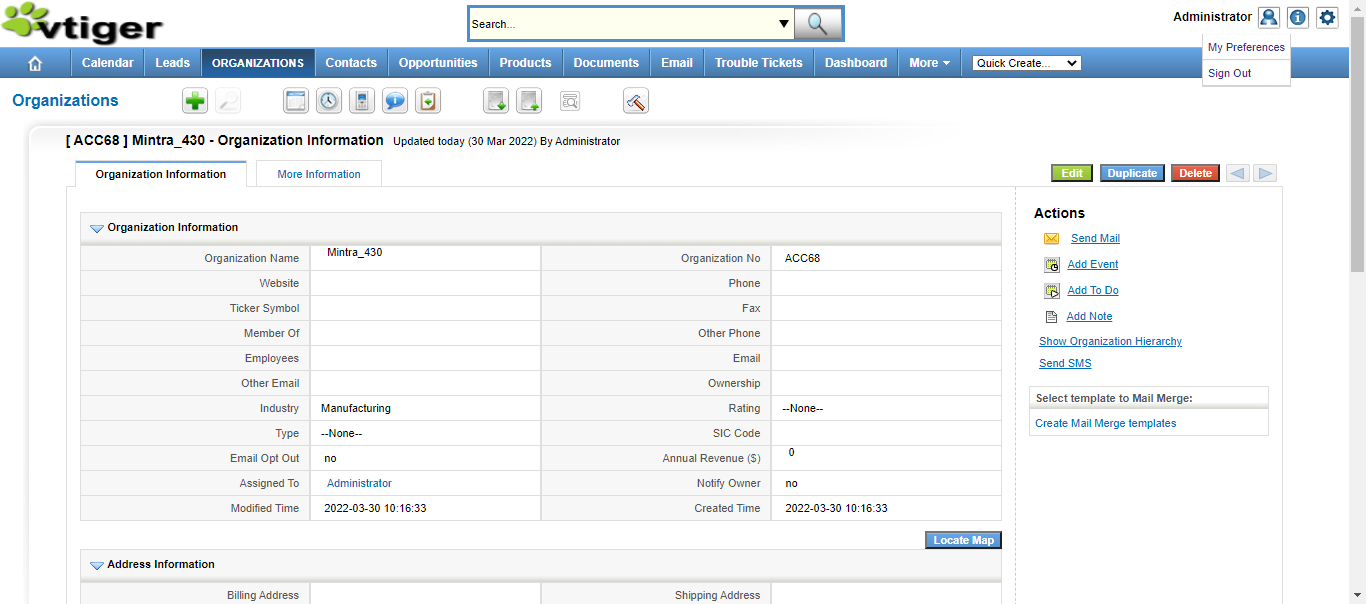 vtiger
Search...
Administrator
My Preferences
Sign Out
Calendar Leads ORGANIZATIONS Contacts Opportunities Products Documents Email Trouble Tickets Dashboard More Quick Create...
Organizations
[ ACC68 ] Mintra_430 - Organization Information Updated today (30 Mar 2022) By Administrator
Organization Information More Information
Edit Duplicate Delete
Organization Information
Organization Name Mintra_430 Organization No ACC68
Website Phone
Ticker Symbol Fax
Member Of Other Phone
Employees Email
Other Email Ownership
Industry Manufacturing Rating --None--
Type --None-- SIC Code
Email Opt Out no Annual Revenue ($) 0
Assigned To Administrator Notify Owner no
Modified Time 2022-03-30 10:16:33 Created Time 2022-03-30 10:16:33
Locate Map
Address Information
Billing Address Shipping Address
Actions
Send Mail
Add Event
Add To Do
Add Note
Show Organization Hierarchy
Send SMS
Select template to Mail Merge:
Create Mail Merge templates